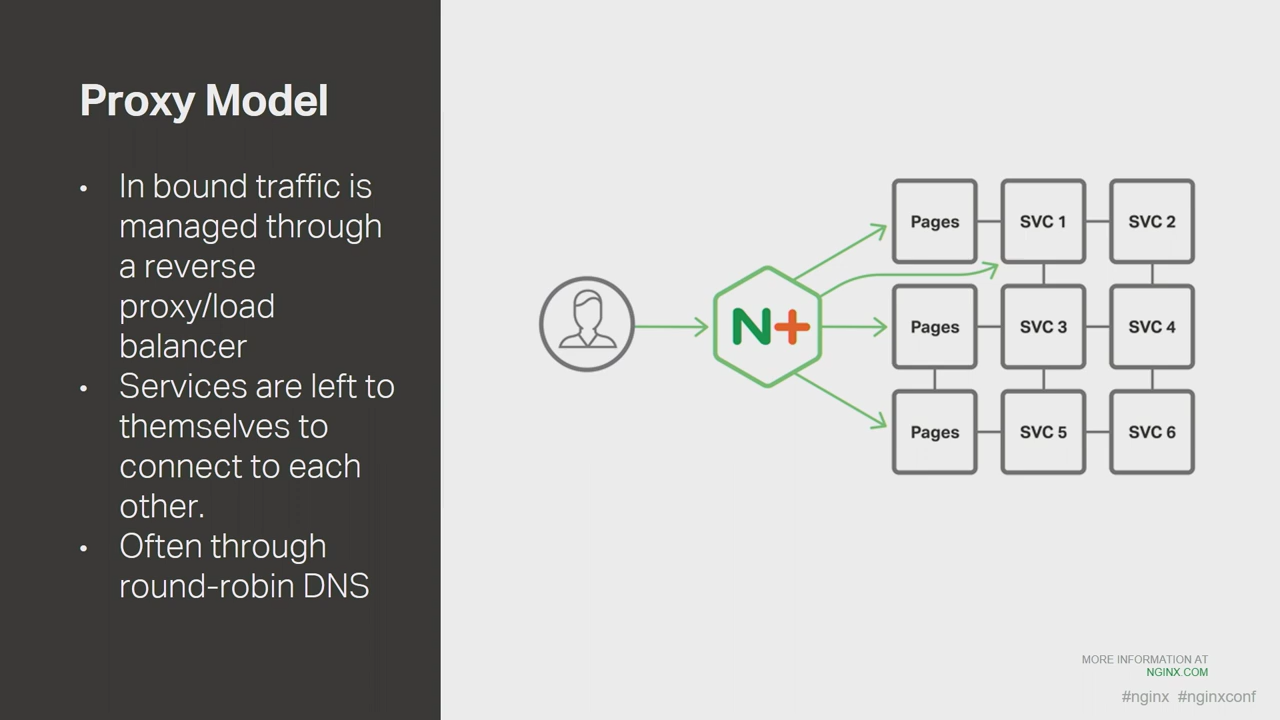 Proxy Model
• In bound traffic is
managed through
a reverse
proxy/load
balancer
• Services are left to
themselves to
connect to each
other.
• Often through
round-robin DNS
N+
Pages SVC 1 SVC 2
Pages SVC 3 SVC 4
Pages SVC 5 SVC 6
MORE INFORMATION AT
NGINX.COM
#nginx #nginxconf